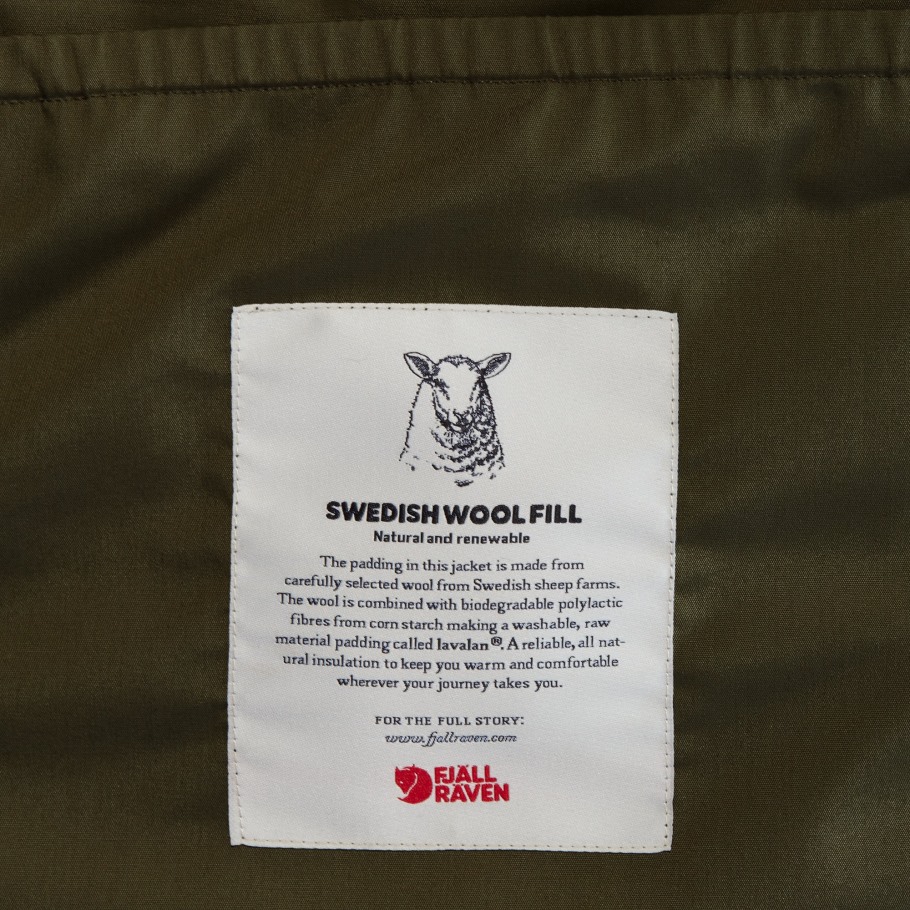 SWEDISH WOOL FILL
Natural and renewable
The padding in this jacket is made from
carefully selected wool from Swedish sheep farms.
The wool is combined with biodegradable polylactic
fibres from corn starch making a washable, raw
material padding called lavalan®. A reliable, all nat-
ural insulation to keep you warm and comfortable
wherever your journey takes you.
FOR THE FULL STORY:
www.fjallraven.com
FJÄLL
RÄVEN